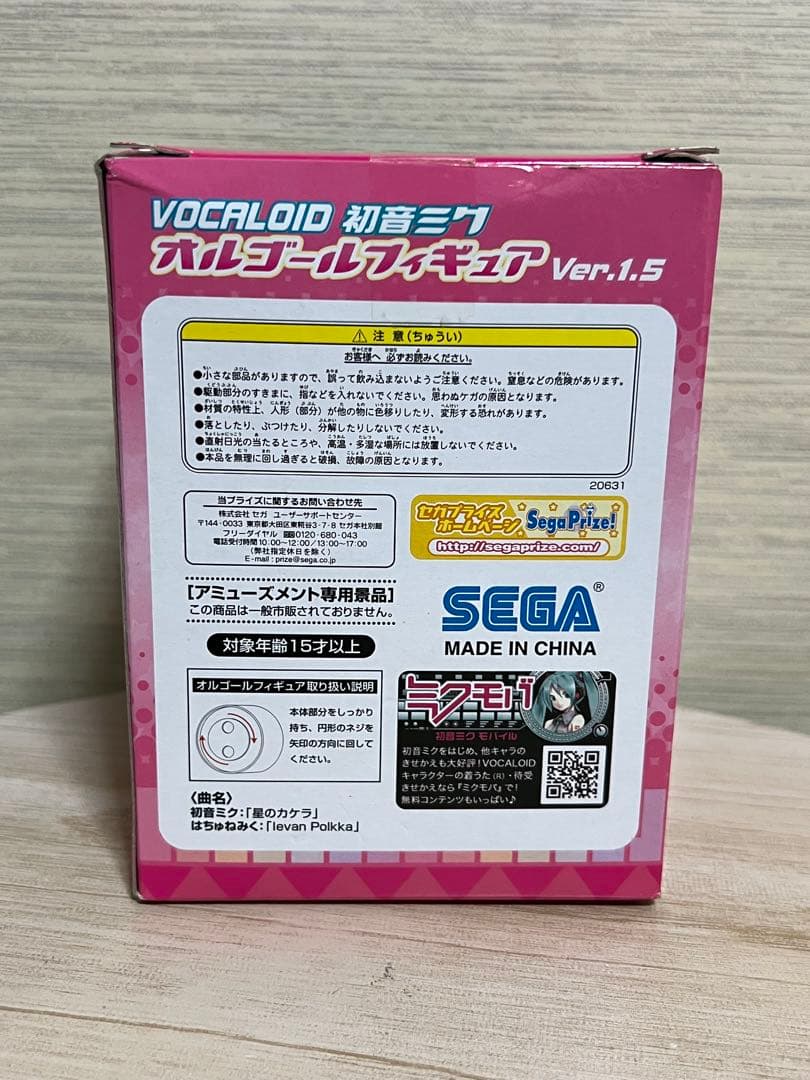 VOCALOID 初音ミク
オルゴールフィギュア Ver.1.5
注意(ちゅうい)
お客様へ 必ずお読みください。
●小さな部品がありますので、誤って飲み込まないようご注意ください。窒息などの危険があります。
●駆動部分のすきまに、指などを入れないでください。思わぬケガの原因となります。
●材質の特性上、人形(部分)が他の物に色移りしたり、変形する恐れがあります。
●落としたり、ぶつけたり、分解したりしないでください。
●直射日光の当たるところや、高温・多湿な場所には放置しないでください。
●本品を無理に回し過ぎると破損、故障の原因となります。
20631
当プライズに関するお問い合わせ先
株式会社 セガ ユーザーサポートセンター
〒144-0033 東京都大田区東糀谷3-7-8 セガ本社別館
フリーダイヤル 0120-680-043
電話受付時間 10:00~12:00/13:00~17:00
(弊社指定休日を除く)
E-mail:prize@sega.co.jp
セガプライズ
ホームページ
Sega Prize!
http://segaprize.com/
[アミューズメント専用景品]
この商品は一般市販されておりません。
対象年齢15才以上
SEGA®
MADE IN CHINA
オルゴールフィギュア取り扱い説明
本体部分をしっかり
持ち、円形のネジを
矢印の方向に回して
ください。
〈曲名〉
初音ミク:「星のカケラ」
はちゅねみく:「Ievan Polkka」
ミクモバ
初音ミク モバイル
初音ミクをはじめ、他キャラの
きせかえも大好評!VOCALOID
キャラクターの着うた(R)・待受
きせかえなら『ミクモバ』で!
無料コンテンツもいっぱい♪